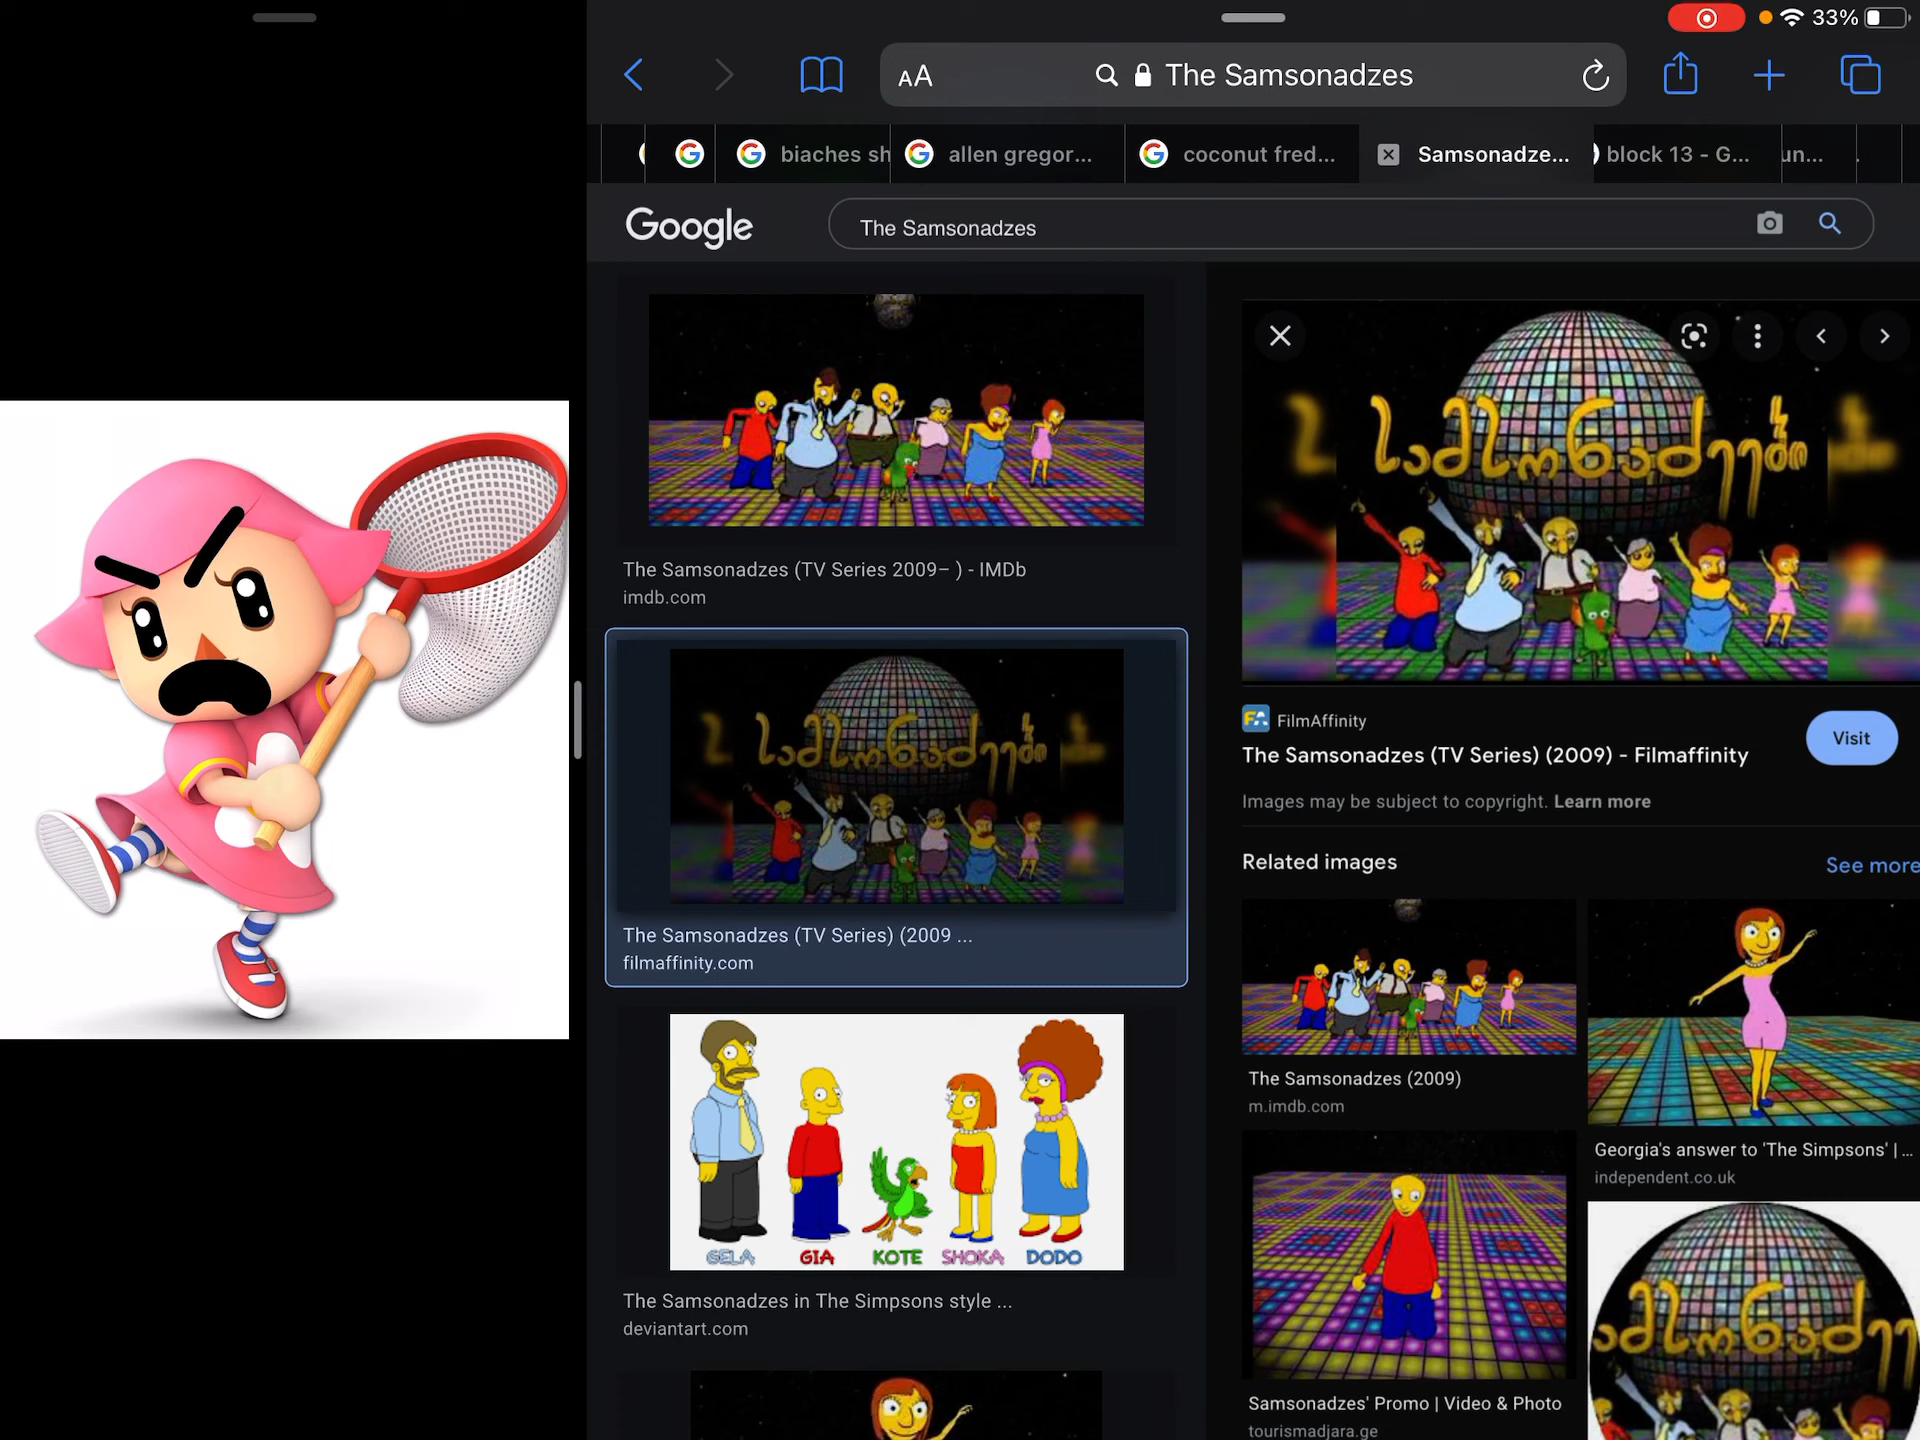 33%
AA The Samsonadzes
biaches sh
allen gregor...
coconut fred...
Samsonadze...
block 13 - G...
un...
Google
The Samsonadzes
The Samsonadzes (TV Series 2009– ) - IMDb
imdb.com
სამსონაძეები
The Samsonadzes (TV Series) (2009 ...
filmaffinity.com
GELA GIA KOTE SHOKA DODO
The Samsonadzes in The Simpsons style ...
deviantart.com
სამსონაძეები
FilmAffinity
The Samsonadzes (TV Series) (2009) - Filmaffinity
Visit
Images may be subject to copyright. Learn more
Related images
See more
The Samsonadzes (2009)
m.imdb.com
Georgia's answer to 'The Simpsons' | ...
independent.co.uk
Samsonadzes' Promo | Video & Photo
tourismadjara.ge
ამსონაძეე